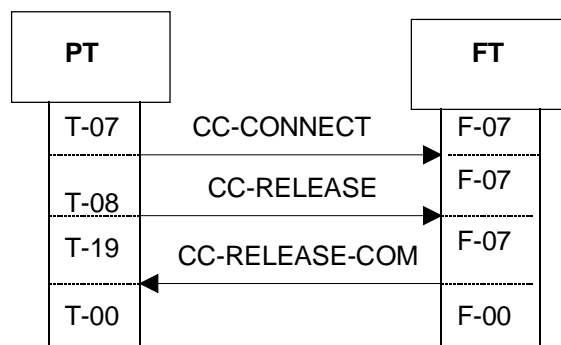 PT FT
T-07 CC-CONNECT F-07
T-08 CC-RELEASE F-07
T-19 CC-RELEASE-COM F-07
T-00 F-00